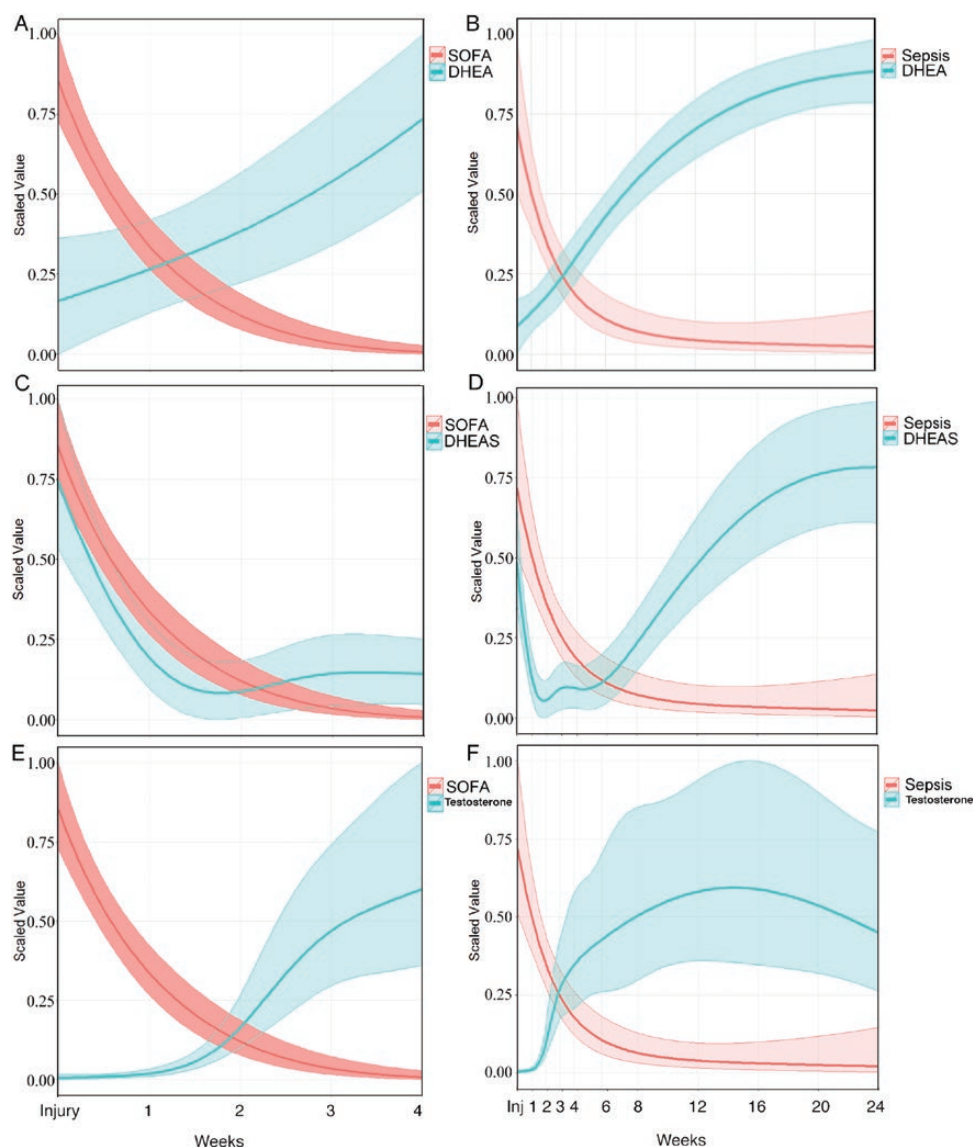 A
1.00
0.75
0.50
0.25
0.00
Scaled Value
SOFA
DHEA
B
1.00
0.75
0.50
0.25
0.00
Scaled Value
Sepsis
DHEA
C
1.00
0.75
0.50
0.25
0.00
Scaled Value
SOFA
DHEAS
D
1.00
0.75
0.50
0.25
0.00
Scaled Value
Sepsis
DHEAS
E
1.00
0.75
0.50
0.25
0.00
Scaled Value
SOFA
Testosterone
Injury 1 2 3 4
Weeks
F
1.00
0.75
0.50
0.25
0.00
Scaled Value
Sepsis
Testosterone
Inj 1 2 3 4 6 8 12 16 20 24
Weeks